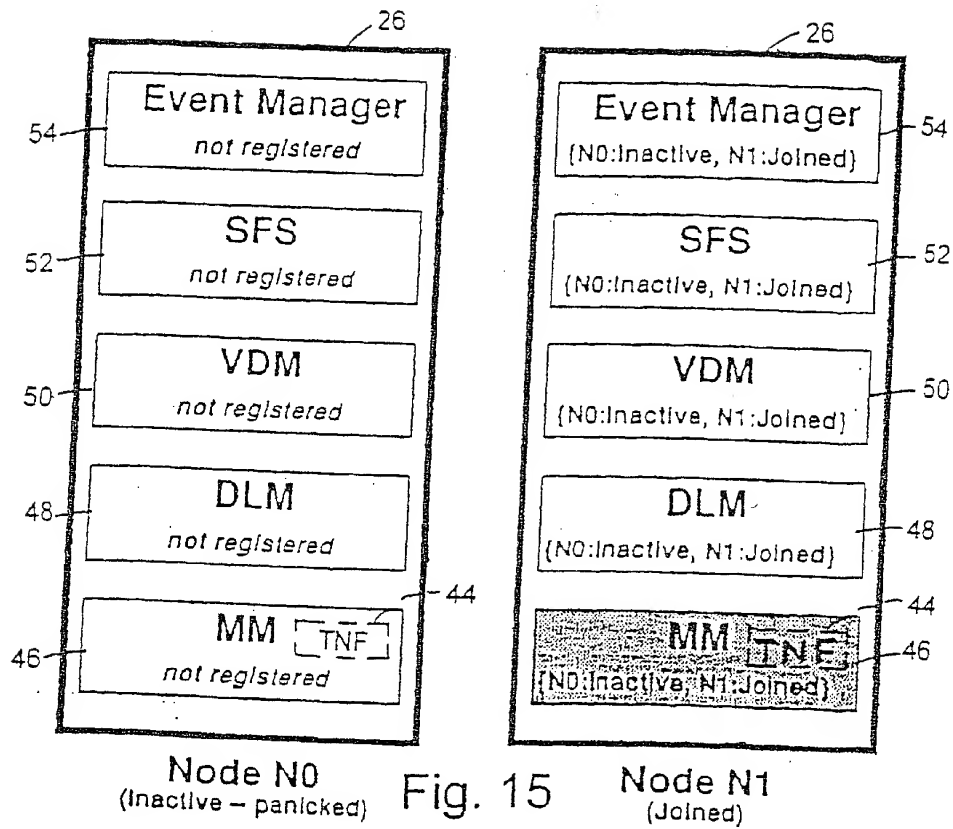 26
Event Manager
not registered
54
SFS
not registered
52
VDM
not registered
50
DLM
not registered
48
44
MM
TNF
not registered
46
Node N0
(Inactive – panicked)
26
Event Manager
{N0:Inactive, N1:Joined}
54
SFS
{N0:Inactive, N1:Joined}
52
VDM
{N0:Inactive, N1:Joined}
50
DLM
{N0:Inactive, N1:Joined}
48
44
MM
TNF
{N0:Inactive, N1:Joined}
46
Node N1
(Joined)
Fig. 15